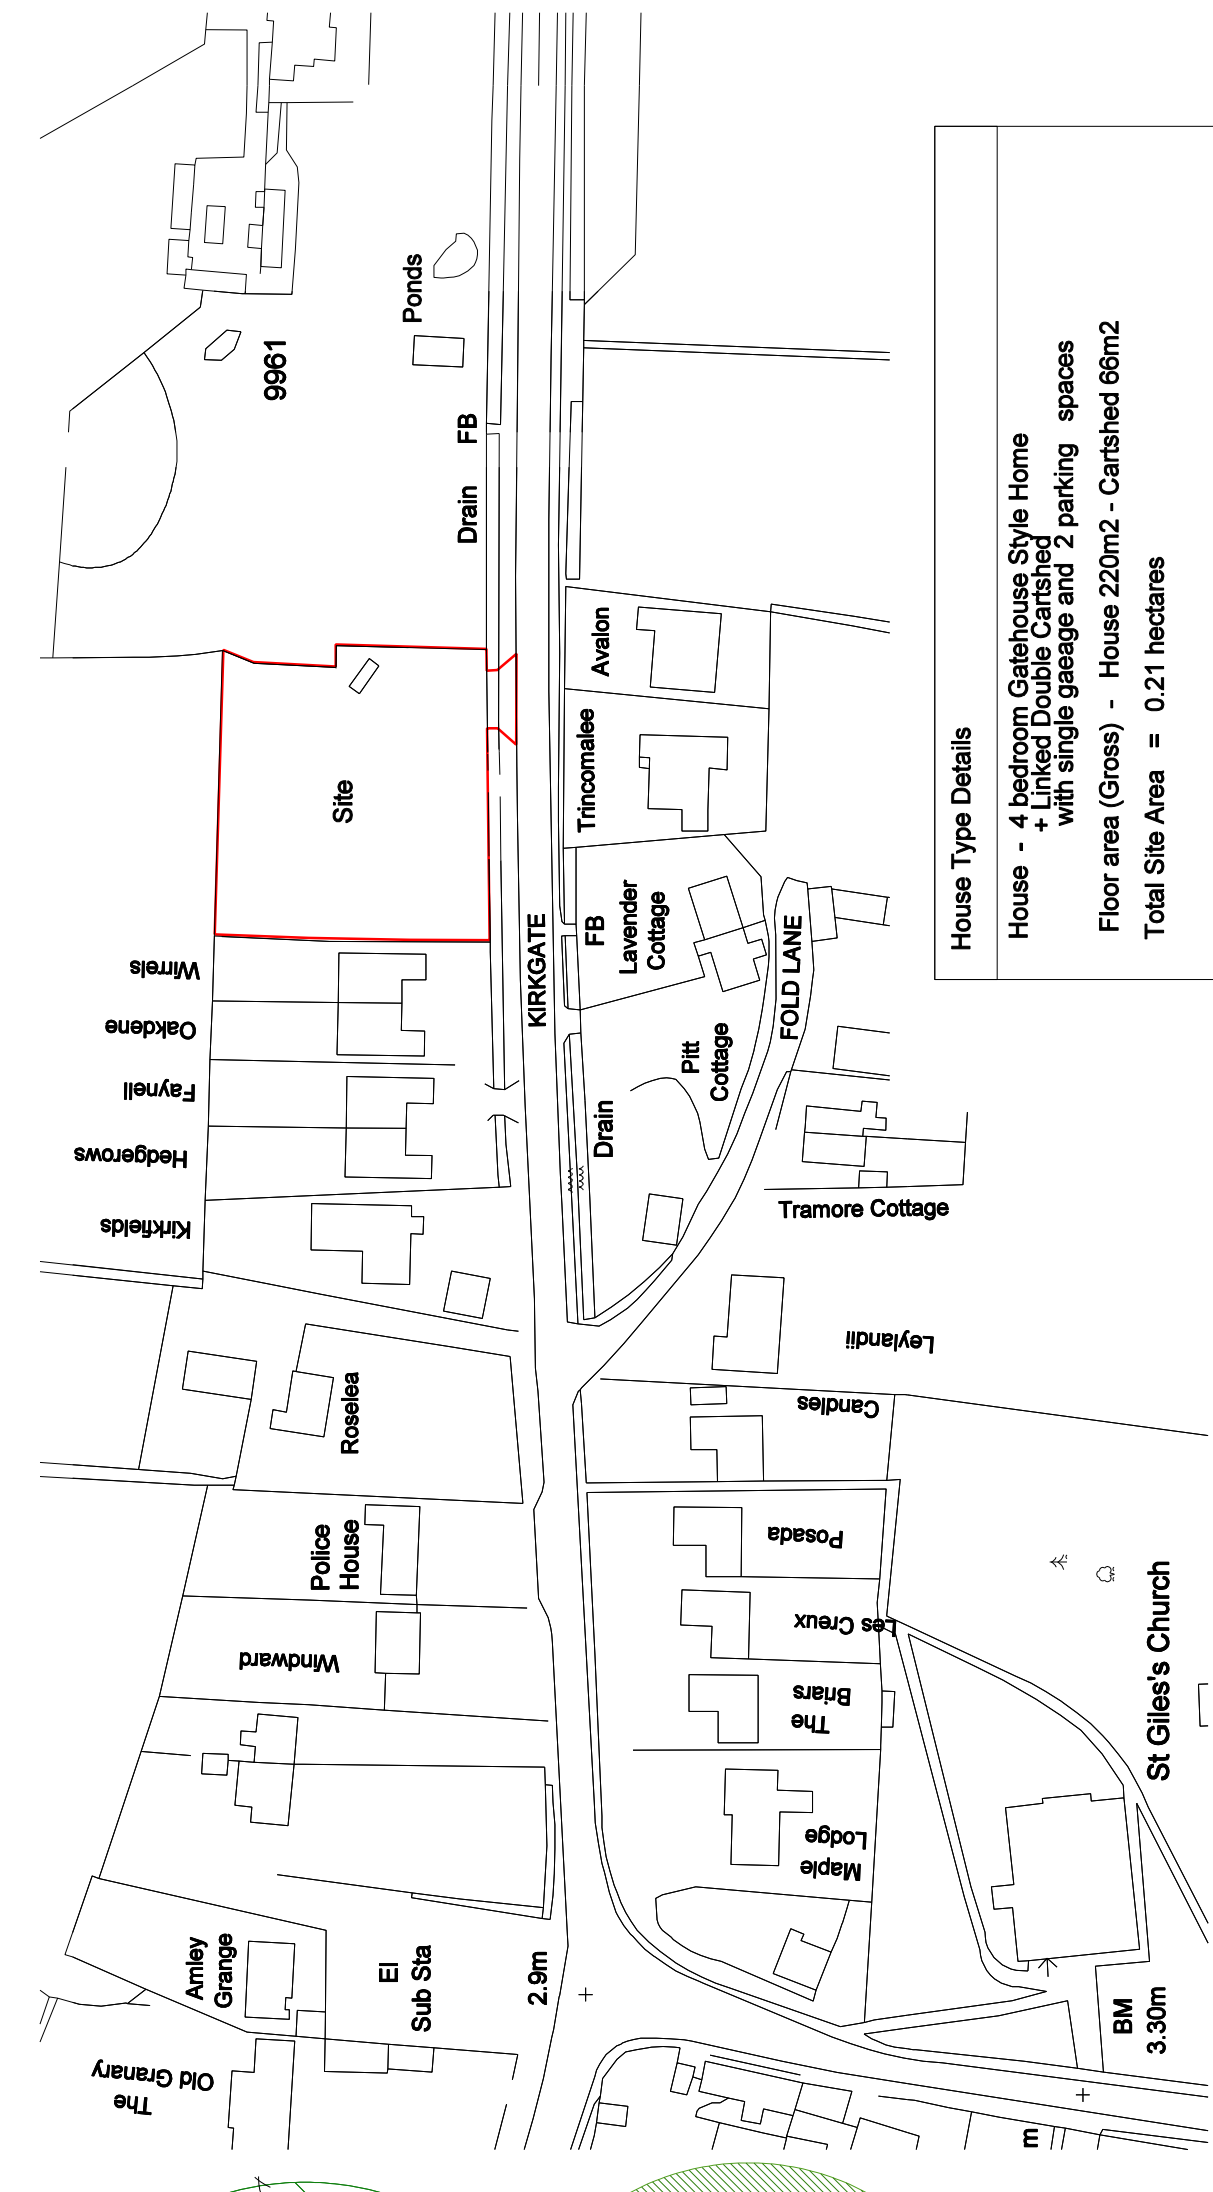 9961
Ponds
FB
Drain
Site
KIRKGATE
Avalon
Trincomalee
FB
Lavender
Cottage
FOLD LANE
Pitt
Cottage
Drain
Wirrels
Oakdene
Faynell
Hedgerows
Kirkfields
Tramore Cottage
Leylandii
Candles
Roselea
Police
House
Posada
Les Creux
Windward
The
Briars
Maple
Lodge
St Giles's Church
Amley
Grange
El
Sub Sta
2.9m
BM
3.30m
The
Old Granary
m
House Type Details
House - 4 bedroom Gatehouse Style Home
+ Linked Double Cartshed
with single gaeage and 2 parking spaces
Floor area (Gross) - House 220m2 - Cartshed 66m2
Total Site Area = 0.21 hectares